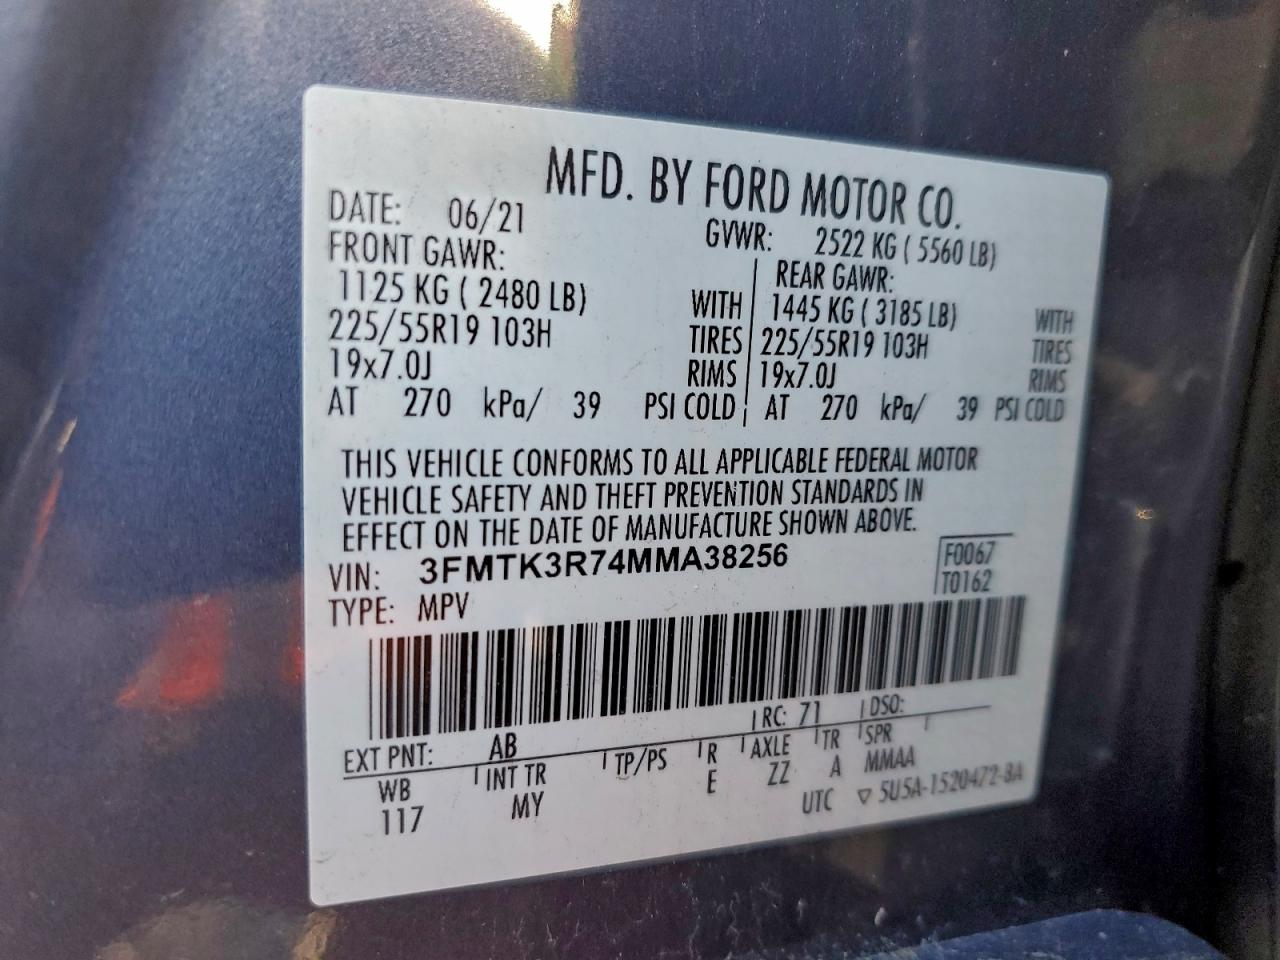 MFD. BY FORD MOTOR CO.
DATE: 06/21 GVWR: 2522 KG ( 5560 LB)
FRONT GAWR: REAR GAWR:
1125 KG ( 2480 LB) WITH 1445 KG ( 3185 LB) WITH
225/55R19 103H TIRES 225/55R19 103H TIRES
19x7.0J RIMS 19x7.0J RIMS
AT 270 kPa/ 39 PSI COLD AT 270 kPa/ 39 PSI COLD
THIS VEHICLE CONFORMS TO ALL APPLICABLE FEDERAL MOTOR
VEHICLE SAFETY AND THEFT PREVENTION STANDARDS IN
EFFECT ON THE DATE OF MANUFACTURE SHOWN ABOVE.
VIN: 3FMTK3R74MMA38256 F0067
TYPE: MPV T0162
EXT PNT: AB RC: 71 DSO:
WB INT TR TP/PS R AXLE TR SPR
117 MY E ZZ A MMAA
UTC ▽ 5U5A-1520472-BA